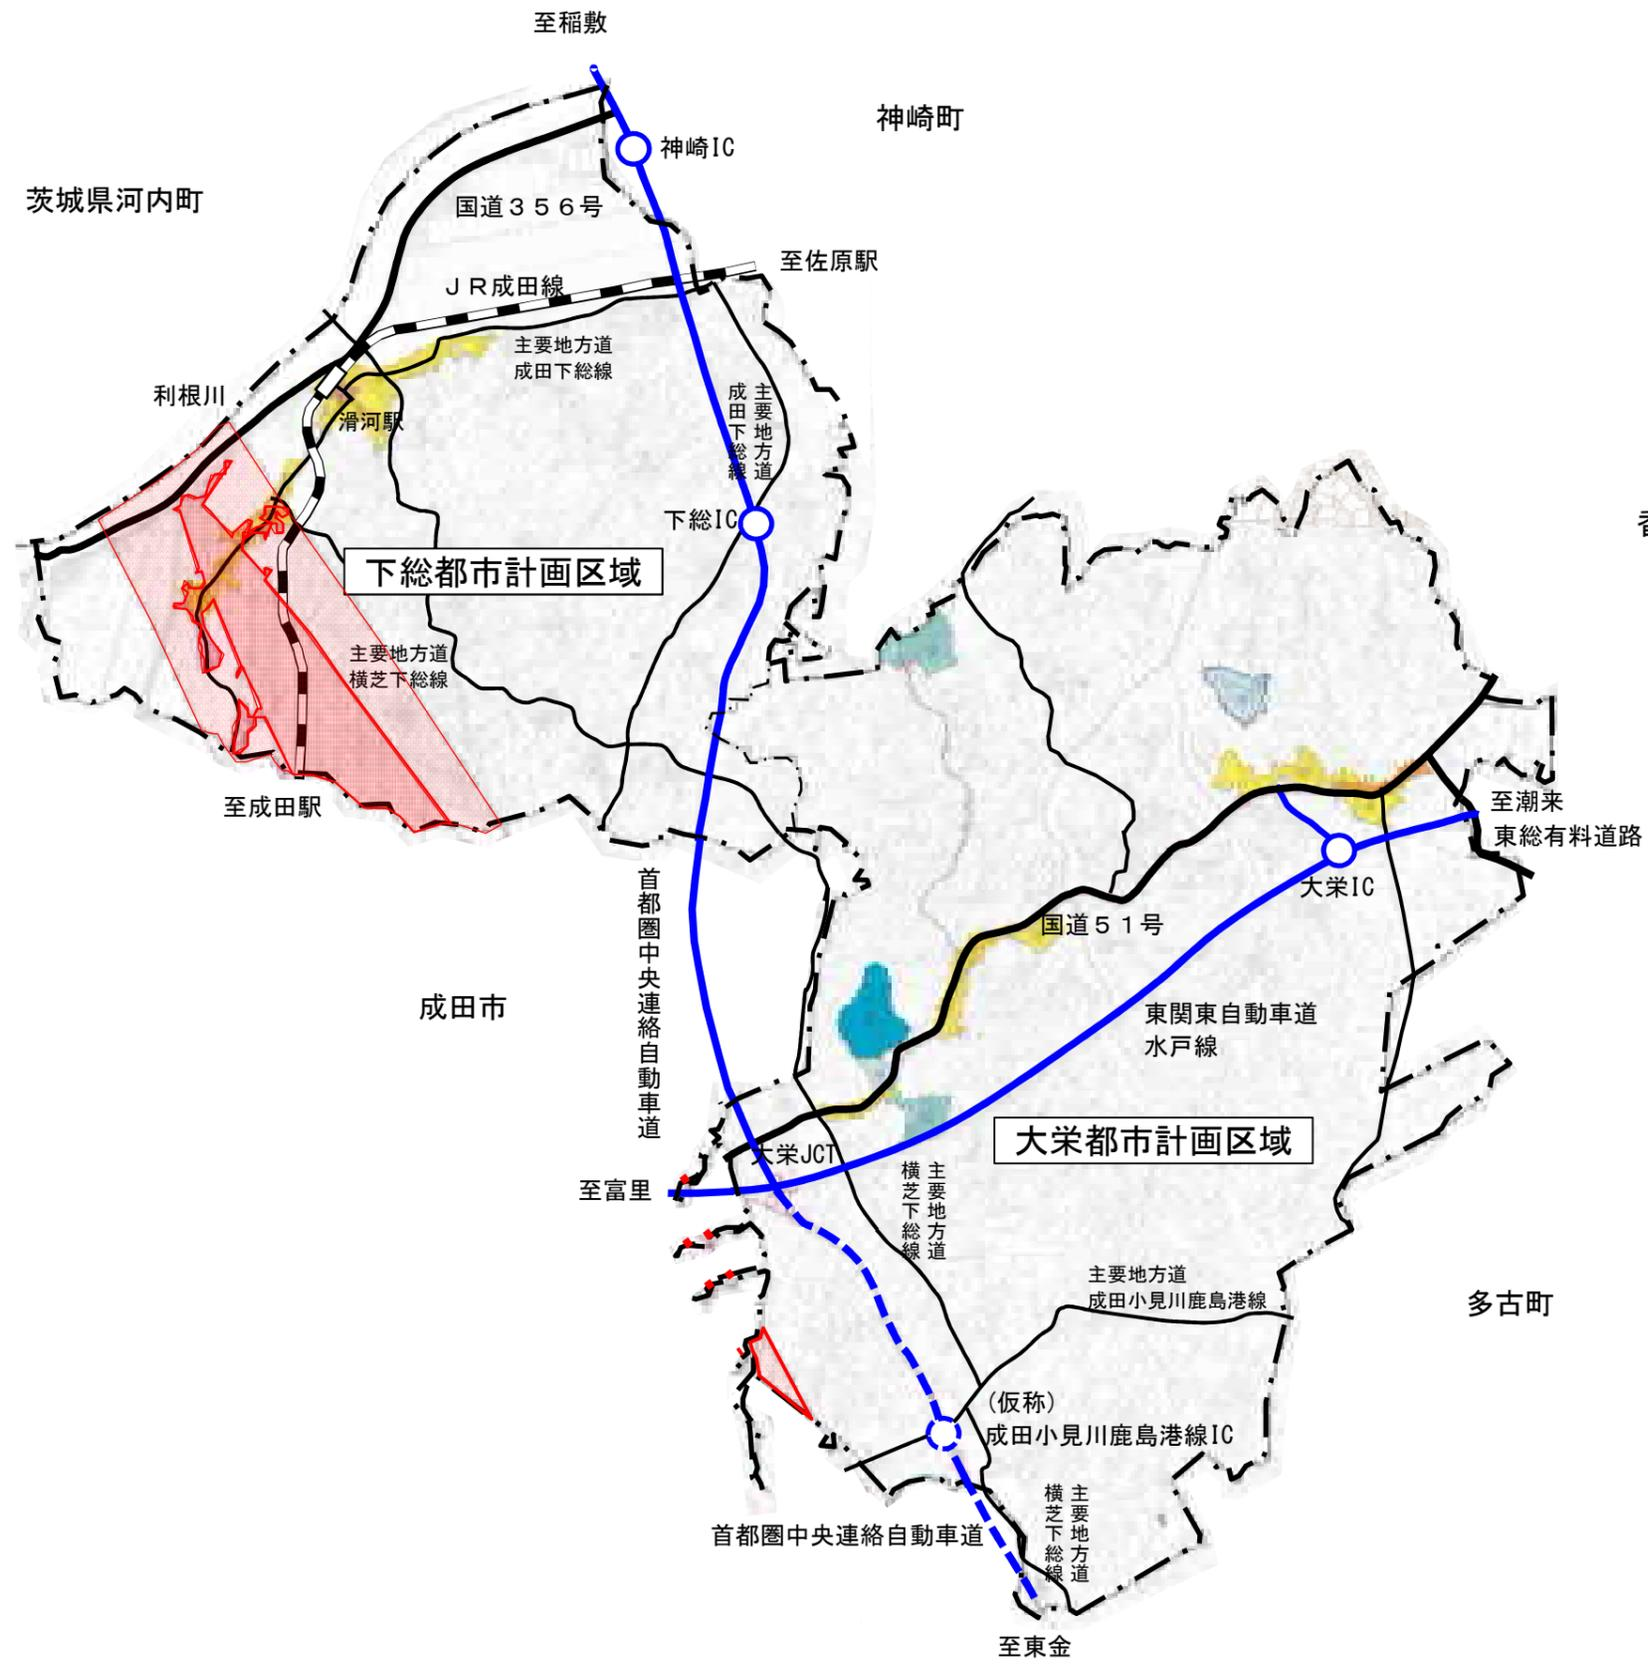 至稲敷
神崎町
神崎IC
茨城県河内町
国道３５６号
至佐原駅
ＪＲ成田線
主要地方道
成田下総線
利根川
滑河駅
主要地方道
成田下総線
下総IC
下総都市計画区域
主要地方道
横芝下総線
至成田駅
至潮来
東総有料道路
大栄IC
首都圏中央連絡自動車道
国道５１号
成田市
東関東自動車道
水戸線
大栄都市計画区域
大栄JCT
至富里
主要地方道
横芝下総線
主要地方道
成田小見川鹿島港線
多古町
(仮称)
成田小見川鹿島港線IC
主要地方道
横芝下総線
首都圏中央連絡自動車道
至東金